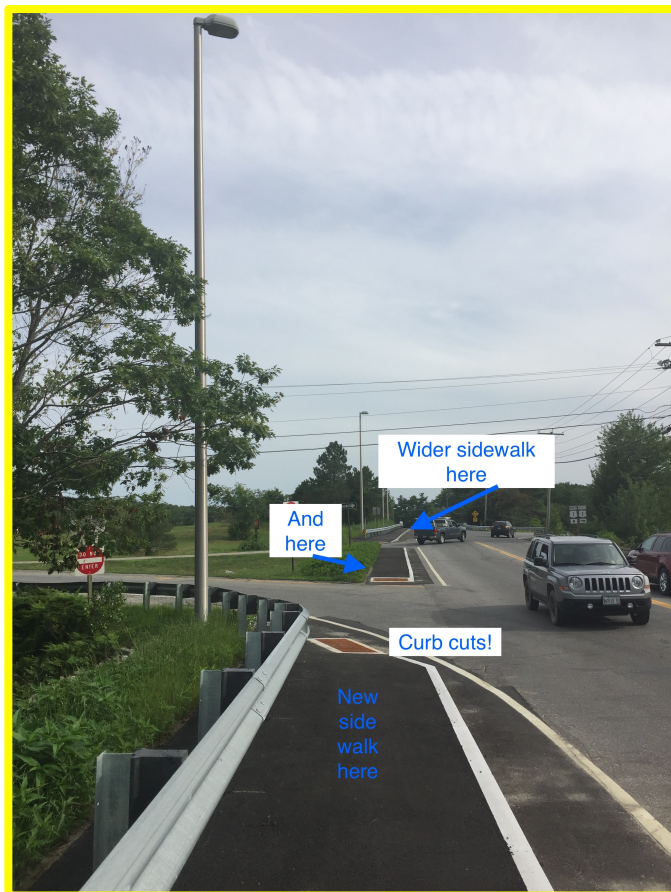 Wider sidewalk
here
And
here
DO NOT
ENTER
Curb cuts!
New
side
walk
here